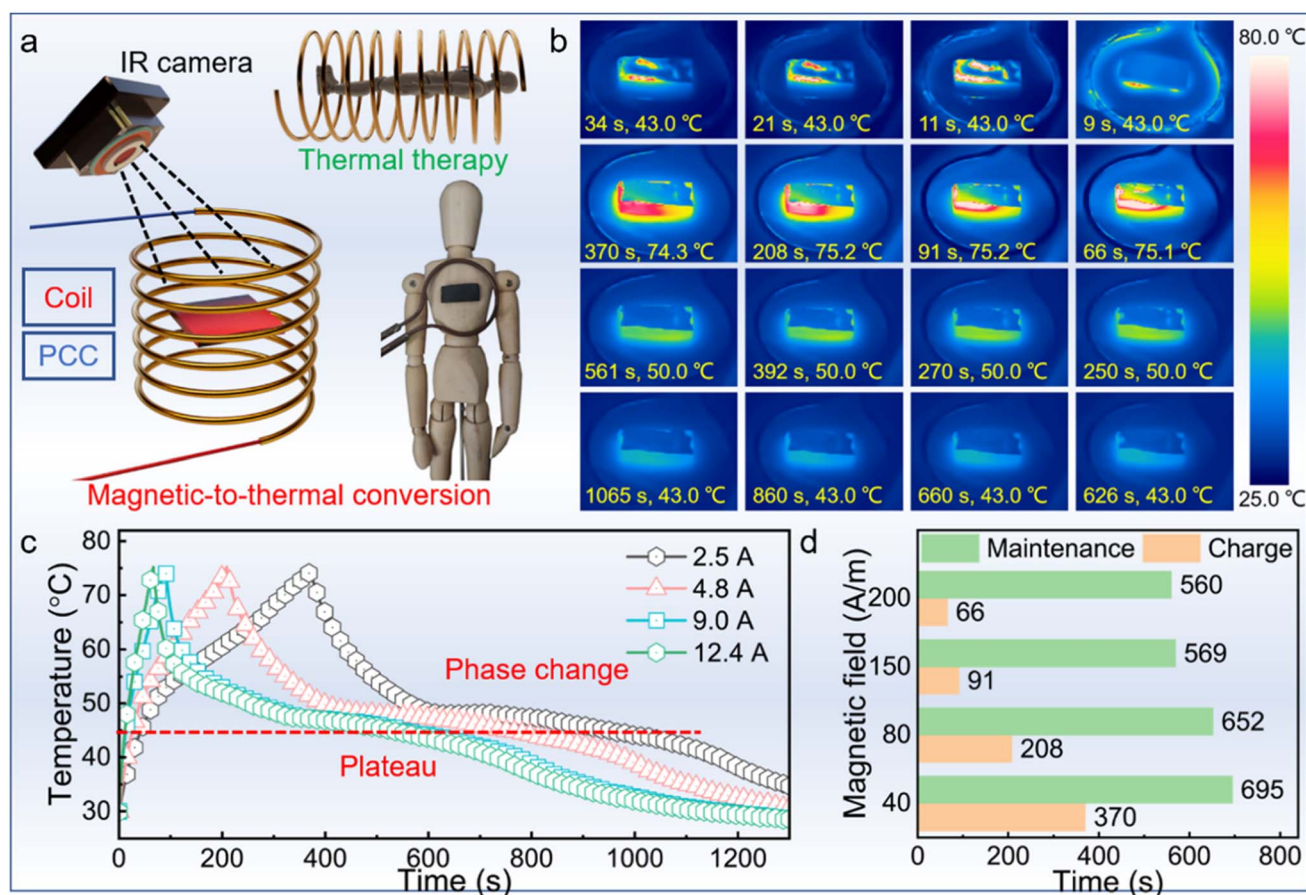 a
IR camera
Thermal therapy
Coil
PCC
Magnetic-to-thermal conversion
b
34 s, 43.0 ℃
21 s, 43.0 ℃
11 s, 43.0 ℃
9 s, 43.0 ℃
370 s, 74.3 ℃
208 s, 75.2 ℃
91 s, 75.2 ℃
66 s, 75.1 ℃
561 s, 50.0 ℃
392 s, 50.0 ℃
270 s, 50.0 ℃
250 s, 50.0 ℃
1065 s, 43.0 ℃
860 s, 43.0 ℃
660 s, 43.0 ℃
626 s, 43.0 ℃
80.0 ℃
25.0 ℃
c
Temperature (°C)
80
70
60
50
40
30
2.5 A
4.8 A
9.0 A
12.4 A
Phase change
Plateau
0
200
400
600
800
1000
1200
Time (s)
d
Magnetic field (A/m)
Maintenance
Charge
200
560
66
150
569
91
80
652
208
40
695
370
0
200
400
600
800
Time (s)